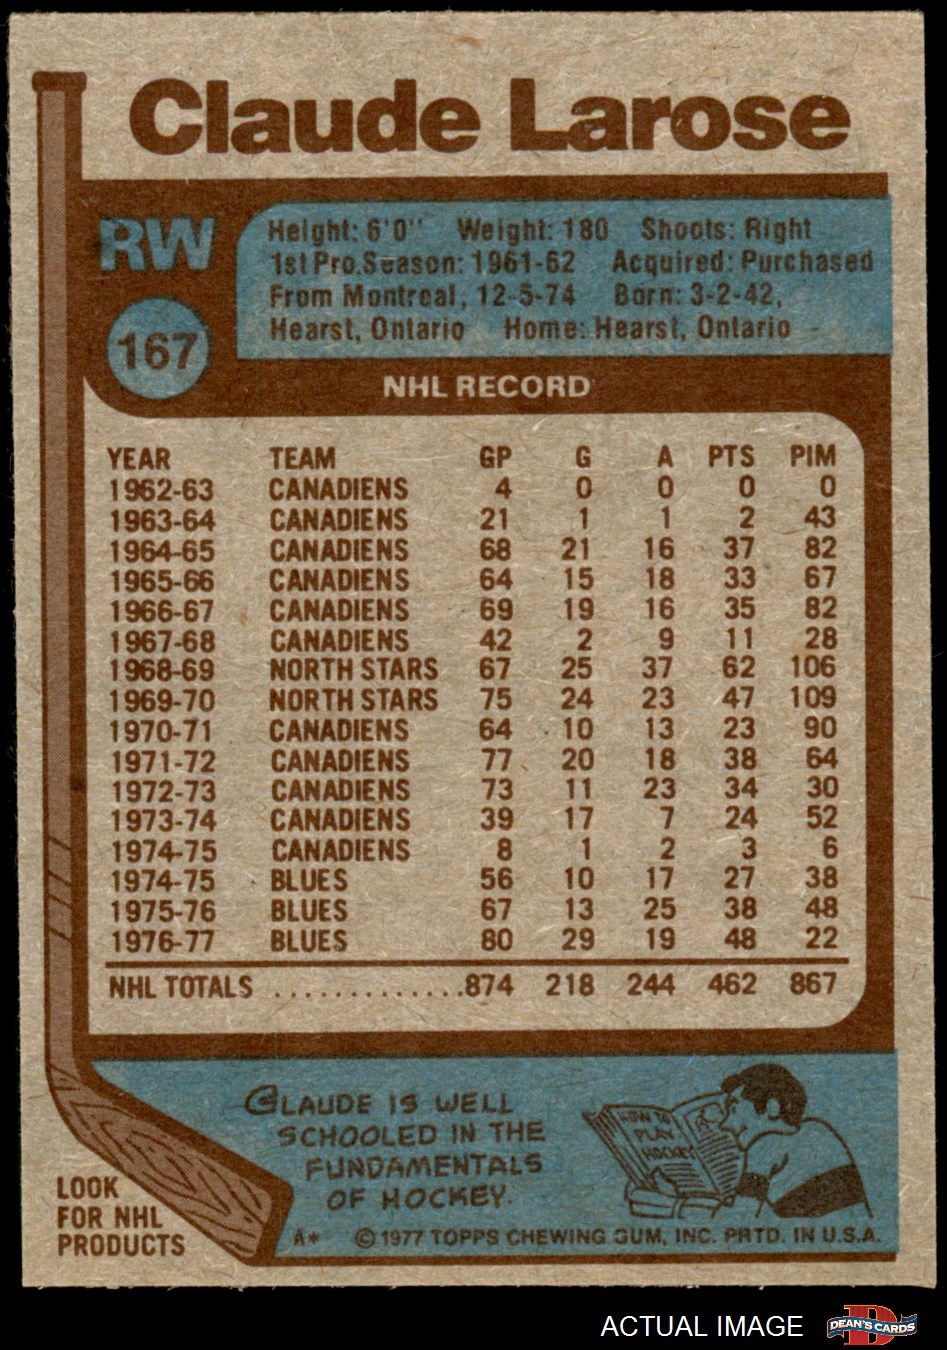 Claude Larose
RW
167
Height: 6'0" Weight: 180 Shoots: Right
1st Pro.Season: 1961-62 Acquired: Purchased
From Montreal, 12-5-74 Born: 3-2-42,
Hearst, Ontario Home: Hearst, Ontario
NHL RECORD
YEAR TEAM GP G A PTS PIM
1962-63 CANADIENS 4 0 0 0 0
1963-64 CANADIENS 21 1 1 2 43
1964-65 CANADIENS 68 21 16 37 82
1965-66 CANADIENS 64 15 18 33 67
1966-67 CANADIENS 69 19 16 35 82
1967-68 CANADIENS 42 2 9 11 28
1968-69 NORTH STARS 67 25 37 62 106
1969-70 NORTH STARS 75 24 23 47 109
1970-71 CANADIENS 64 10 13 23 90
1971-72 CANADIENS 77 20 18 38 64
1972-73 CANADIENS 73 11 23 34 30
1973-74 CANADIENS 39 17 7 24 52
1974-75 CANADIENS 8 1 2 3 6
1974-75 BLUES 56 10 17 27 38
1975-76 BLUES 67 13 25 38 48
1976-77 BLUES 80 29 19 48 22
NHL TOTALS ..............874 218 244 462 867
CLAUDE IS WELL
SCHOOLED IN THE
FUNDAMENTALS
OF HOCKEY.
HOW TO
PLAY
HOCKEY
LOOK
FOR NHL
PRODUCTS
A* ©1977 TOPPS CHEWING GUM, INC. PRTD. IN U.S.A.
ACTUAL IMAGE
DEAN'S CARDS